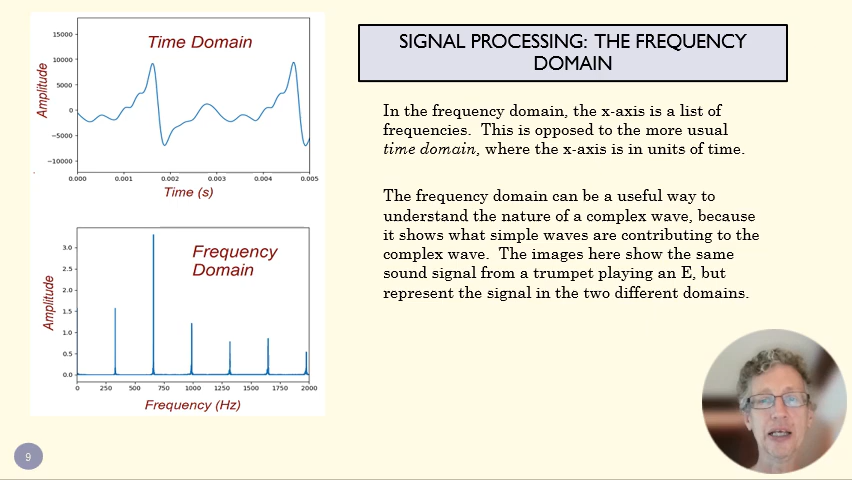 15000
Time Domain
10000
5000
0
−5000
−10000
Amplitude
0.000 0.001 0.002 0.003 0.004 0.005
Time (s)
3.0
Frequency
Domain
2.5
2.0
1.5
1.0
0.5
0.0
Amplitude
0 250 500 750 1000 1250 1500 1750 2000
Frequency (Hz)
SIGNAL PROCESSING: THE FREQUENCY
DOMAIN
In the frequency domain, the x-axis is a list of
frequencies. This is opposed to the more usual
time domain, where the x-axis is in units of time.
The frequency domain can be a useful way to
understand the nature of a complex wave, because
it shows what simple waves are contributing to the
complex wave. The images here show the same
sound signal from a trumpet playing an E, but
represent the signal in the two different domains.
9